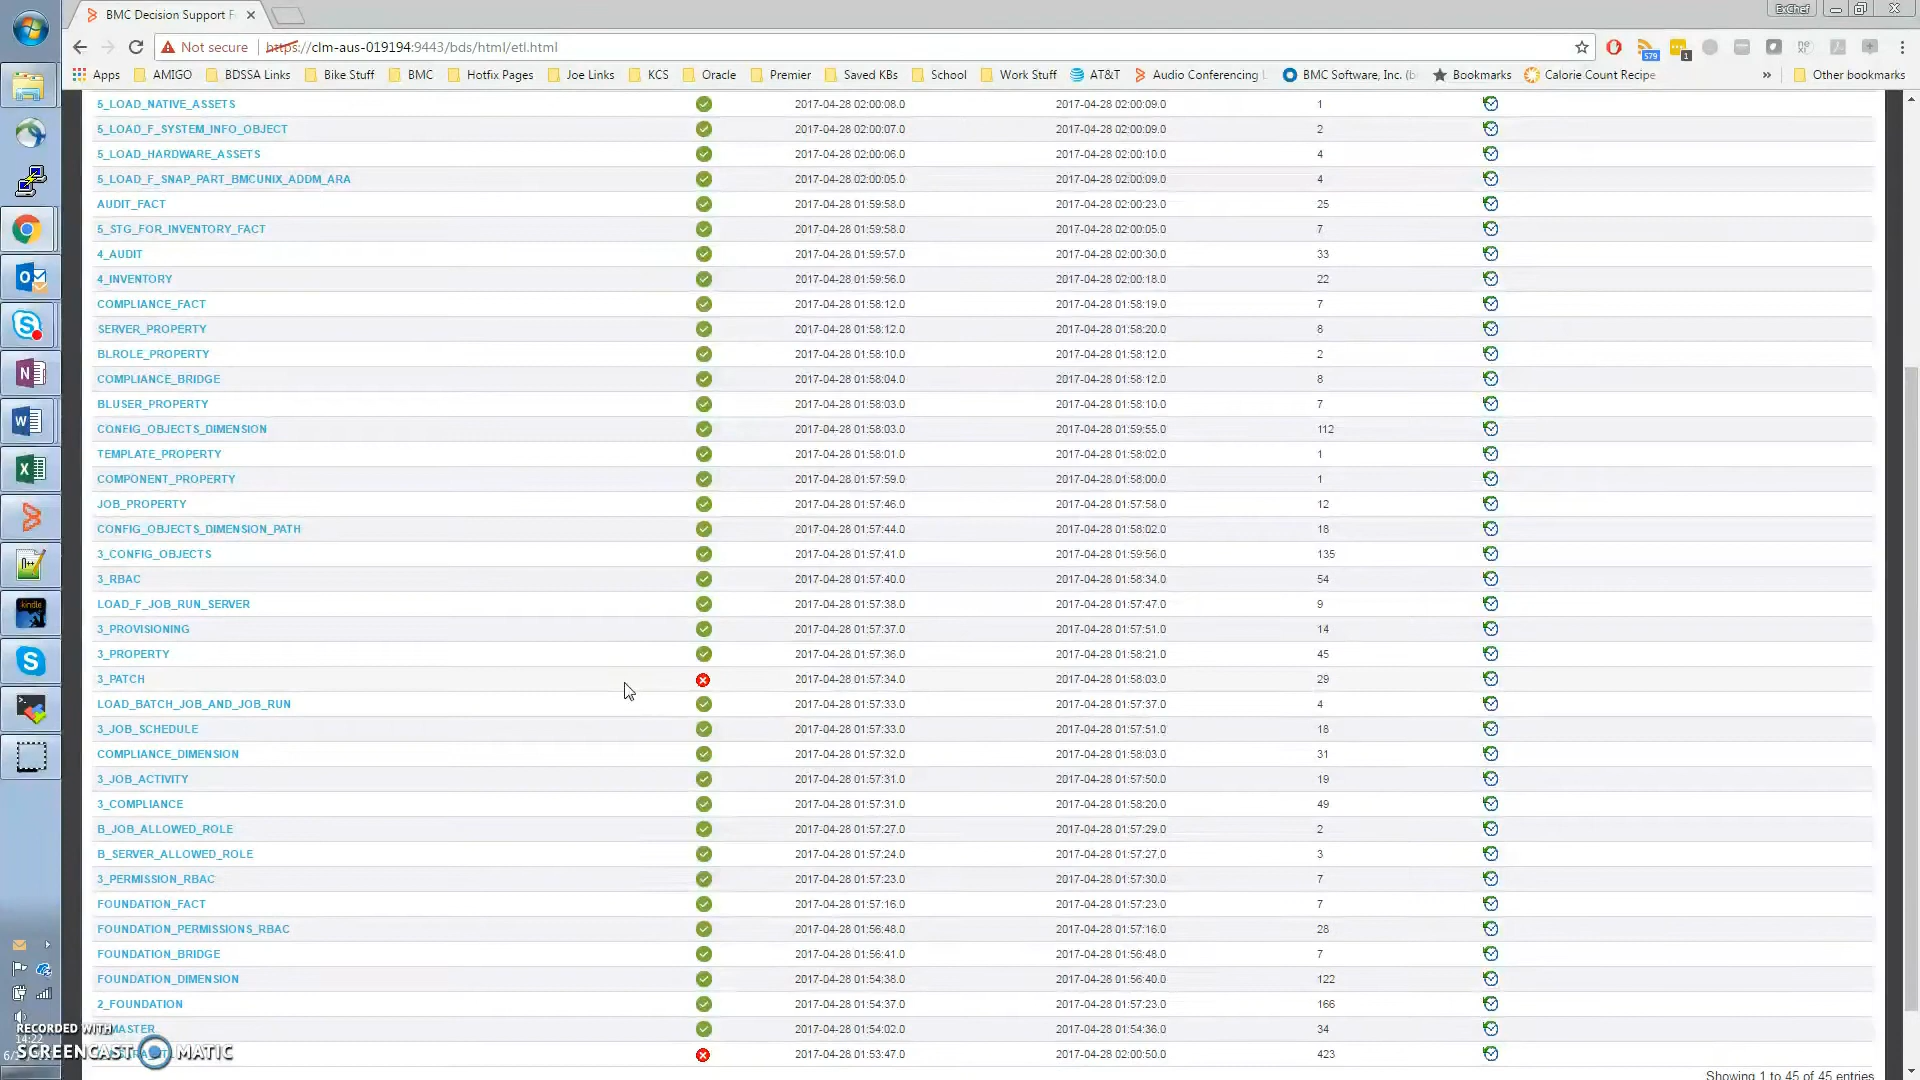 BMC Decision Support F
ExChef
Not secure https://clm-aus-019194:9443/bds/html/etl.html
579
1
Apps AMIGO BDSSA Links Bike Stuff BMC Hotfix Pages Joe Links KCS Oracle Premier Saved KBs School Work Stuff AT&T Audio Conferencing BMC Software, Inc. (b Bookmarks Calorie Count Recipe » Other bookmarks
5_LOAD_NATIVE_ASSETS 2017-04-28 02:00:08.0 2017-04-28 02:00:09.0 1
5_LOAD_F_SYSTEM_INFO_OBJECT 2017-04-28 02:00:07.0 2017-04-28 02:00:09.0 2
5_LOAD_HARDWARE_ASSETS 2017-04-28 02:00:06.0 2017-04-28 02:00:10.0 4
5_LOAD_F_SNAP_PART_BMCUNIX_ADDM_ARA 2017-04-28 02:00:05.0 2017-04-28 02:00:09.0 4
AUDIT_FACT 2017-04-28 01:59:58.0 2017-04-28 02:00:23.0 25
5_STG_FOR_INVENTORY_FACT 2017-04-28 01:59:58.0 2017-04-28 02:00:05.0 7
4_AUDIT 2017-04-28 01:59:57.0 2017-04-28 02:00:30.0 33
4_INVENTORY 2017-04-28 01:59:56.0 2017-04-28 02:00:18.0 22
COMPLIANCE_FACT 2017-04-28 01:58:12.0 2017-04-28 01:58:19.0 7
SERVER_PROPERTY 2017-04-28 01:58:12.0 2017-04-28 01:58:20.0 8
BLROLE_PROPERTY 2017-04-28 01:58:10.0 2017-04-28 01:58:12.0 2
COMPLIANCE_BRIDGE 2017-04-28 01:58:04.0 2017-04-28 01:58:12.0 8
BLUSER_PROPERTY 2017-04-28 01:58:03.0 2017-04-28 01:58:10.0 7
CONFIG_OBJECTS_DIMENSION 2017-04-28 01:58:03.0 2017-04-28 01:59:55.0 112
TEMPLATE_PROPERTY 2017-04-28 01:58:01.0 2017-04-28 01:58:02.0 1
COMPONENT_PROPERTY 2017-04-28 01:57:59.0 2017-04-28 01:58:00.0 1
JOB_PROPERTY 2017-04-28 01:57:46.0 2017-04-28 01:57:58.0 12
CONFIG_OBJECTS_DIMENSION_PATH 2017-04-28 01:57:44.0 2017-04-28 01:58:02.0 18
3_CONFIG_OBJECTS 2017-04-28 01:57:41.0 2017-04-28 01:59:56.0 135
3_RBAC 2017-04-28 01:57:40.0 2017-04-28 01:58:34.0 54
LOAD_F_JOB_RUN_SERVER 2017-04-28 01:57:38.0 2017-04-28 01:57:47.0 9
3_PROVISIONING 2017-04-28 01:57:37.0 2017-04-28 01:57:51.0 14
3_PROPERTY 2017-04-28 01:57:36.0 2017-04-28 01:58:21.0 45
3_PATCH 2017-04-28 01:57:34.0 2017-04-28 01:58:03.0 29
LOAD_BATCH_JOB_AND_JOB_RUN 2017-04-28 01:57:33.0 2017-04-28 01:57:37.0 4
3_JOB_SCHEDULE 2017-04-28 01:57:33.0 2017-04-28 01:57:51.0 18
COMPLIANCE_DIMENSION 2017-04-28 01:57:32.0 2017-04-28 01:58:03.0 31
3_JOB_ACTIVITY 2017-04-28 01:57:31.0 2017-04-28 01:57:50.0 19
3_COMPLIANCE 2017-04-28 01:57:31.0 2017-04-28 01:58:20.0 49
B_JOB_ALLOWED_ROLE 2017-04-28 01:57:27.0 2017-04-28 01:57:29.0 2
B_SERVER_ALLOWED_ROLE 2017-04-28 01:57:24.0 2017-04-28 01:57:27.0 3
3_PERMISSION_RBAC 2017-04-28 01:57:23.0 2017-04-28 01:57:30.0 7
FOUNDATION_FACT 2017-04-28 01:57:16.0 2017-04-28 01:57:23.0 7
FOUNDATION_PERMISSIONS_RBAC 2017-04-28 01:56:48.0 2017-04-28 01:57:16.0 28
FOUNDATION_BRIDGE 2017-04-28 01:56:41.0 2017-04-28 01:56:48.0 7
FOUNDATION_DIMENSION 2017-04-28 01:54:38.0 2017-04-28 01:56:40.0 122
2_FOUNDATION 2017-04-28 01:54:37.0 2017-04-28 01:57:23.0 166
MASTER 2017-04-28 01:54:02.0 2017-04-28 01:54:36.0 34
2017-04-28 01:53:47.0 2017-04-28 02:00:50.0 423
Showing 1 to 45 of 45 entries
kindle
RECORDED WITH
14:22
SCREENCAST MATIC